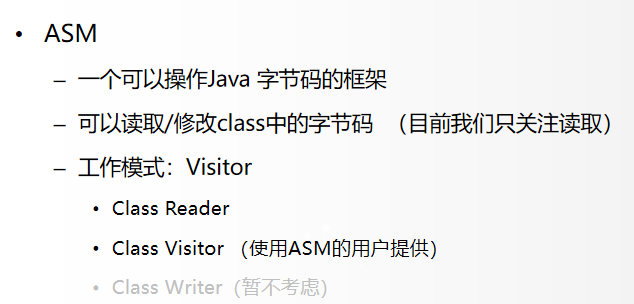 • ASM
– 一个可以操作Java 字节码的框架
– 可以读取/修改class中的字节码 （目前我们只关注读取）
– 工作模式：Visitor
• Class Reader
• Class Visitor （使用ASM的用户提供）
• Class Writer（暂不考虑）